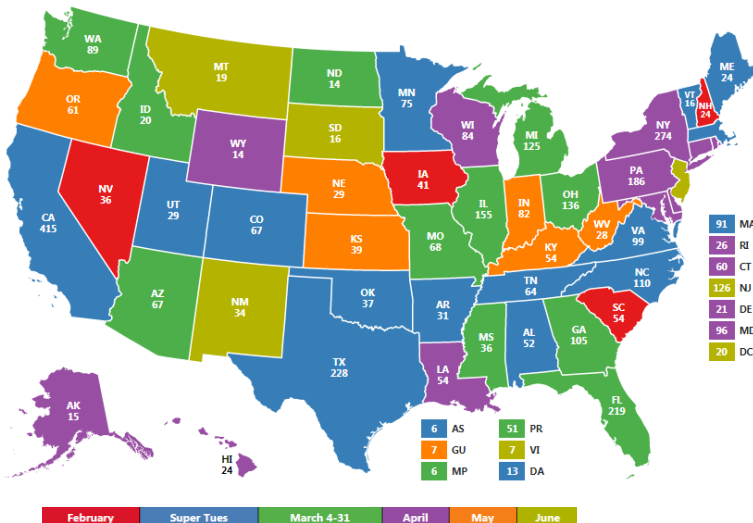 WA
89
MT
19
ND
14
MN
75
ME
24
VT
16
NH
24
OR
61
ID
20
SD
16
WI
84
MI
125
NY
274
WY
14
IA
41
PA
186
NV
36
NE
29
IL
155
IN
82
OH
136
CA
415
UT
29
CO
67
KS
39
MO
68
KY
54
WV
28
VA
99
91 MA
26 RI
60 CT
126 NJ
21 DE
96 MD
20 DC
AZ
67
NM
34
OK
37
AR
31
TN
64
NC
110
SC
54
TX
228
LA
54
MS
36
AL
52
GA
105
FL
219
AK
15
HI
24
6 AS
7 GU
6 MP
51 PR
7 VI
13 DA
February Super Tues March 4-31 April May June